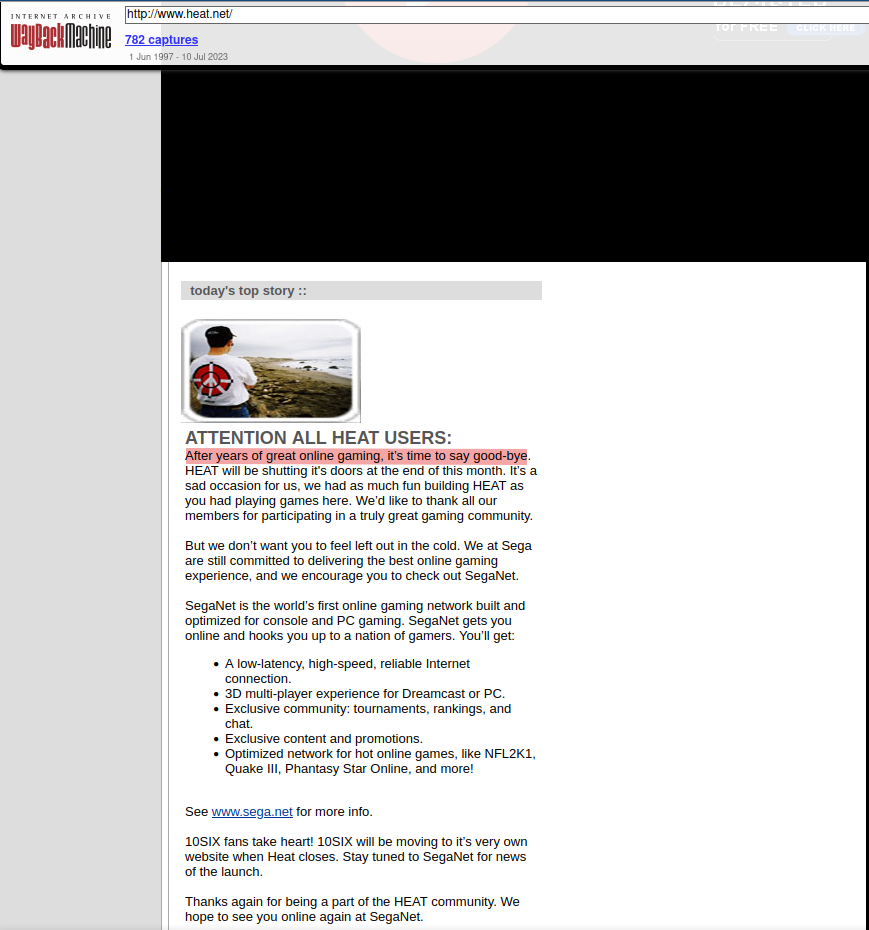 INTERNET ARCHIVE
WayBackMachine
http://www.heat.net/
782 captures
1 Jun 1997 - 10 Jul 2023
for FREE
CLICK HERE
today's top story ::
ATTENTION ALL HEAT USERS:
After years of great online gaming, it's time to say good-bye.
HEAT will be shutting it's doors at the end of this month. It's a
sad occasion for us, we had as much fun building HEAT as
you had playing games here. We'd like to thank all our
members for participating in a truly great gaming community.
But we don't want you to feel left out in the cold. We at Sega
are still committed to delivering the best online gaming
experience, and we encourage you to check out SegaNet.
SegaNet is the world's first online gaming network built and
optimized for console and PC gaming. SegaNet gets you
online and hooks you up to a nation of gamers. You'll get:
• A low-latency, high-speed, reliable Internet
connection.
• 3D multi-player experience for Dreamcast or PC.
• Exclusive community: tournaments, rankings, and
chat.
• Exclusive content and promotions.
• Optimized network for hot online games, like NFL2K1,
Quake III, Phantasy Star Online, and more!
See www.sega.net for more info.
10SIX fans take heart! 10SIX will be moving to it's very own
website when Heat closes. Stay tuned to SegaNet for news
of the launch.
Thanks again for being a part of the HEAT community. We
hope to see you online again at SegaNet.